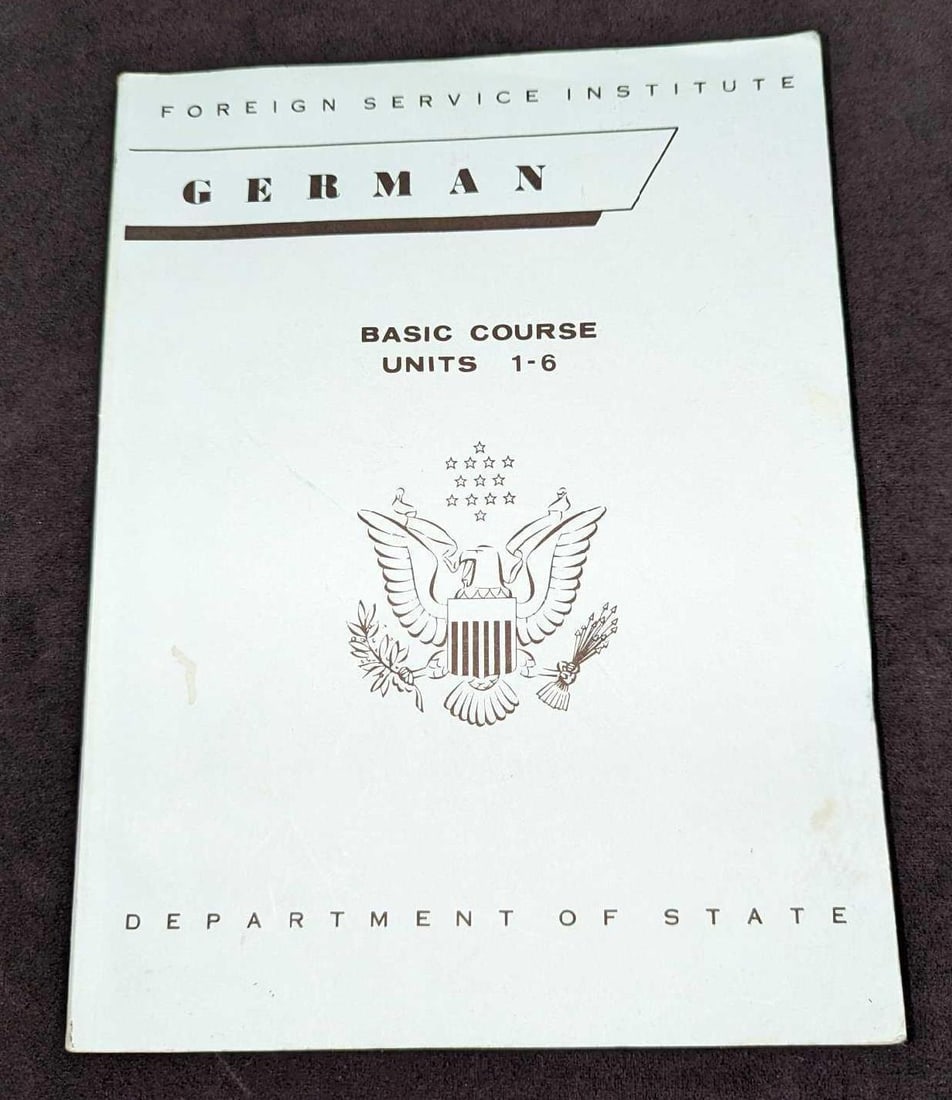 FOREIGN SERVICE INSTITUTE
GERMAN
BASIC COURSE
UNITS 1-6
DEPARTMENT OF STATE